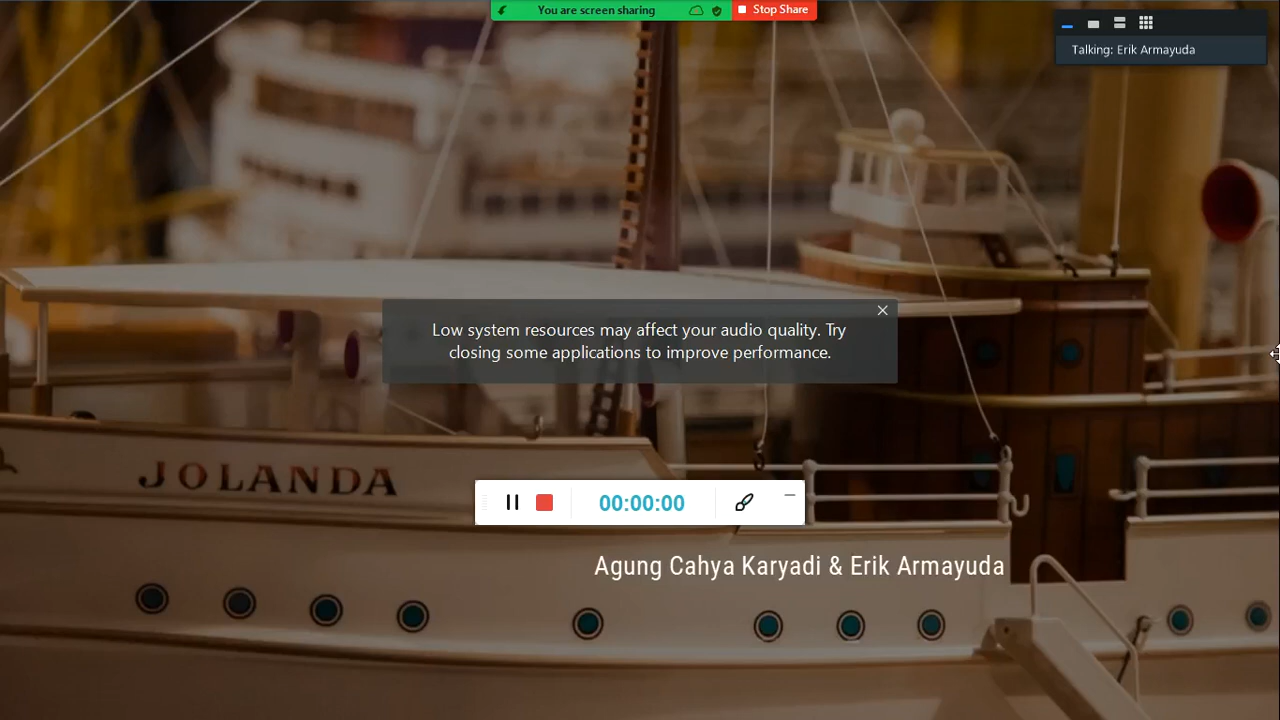 You are screen sharing
Stop Share
Talking: Erik Armayuda
Low system resources may affect your audio quality. Try
closing some applications to improve performance.
JOLANDA
00:00:00
Agung Cahya Karyadi & Erik Armayuda